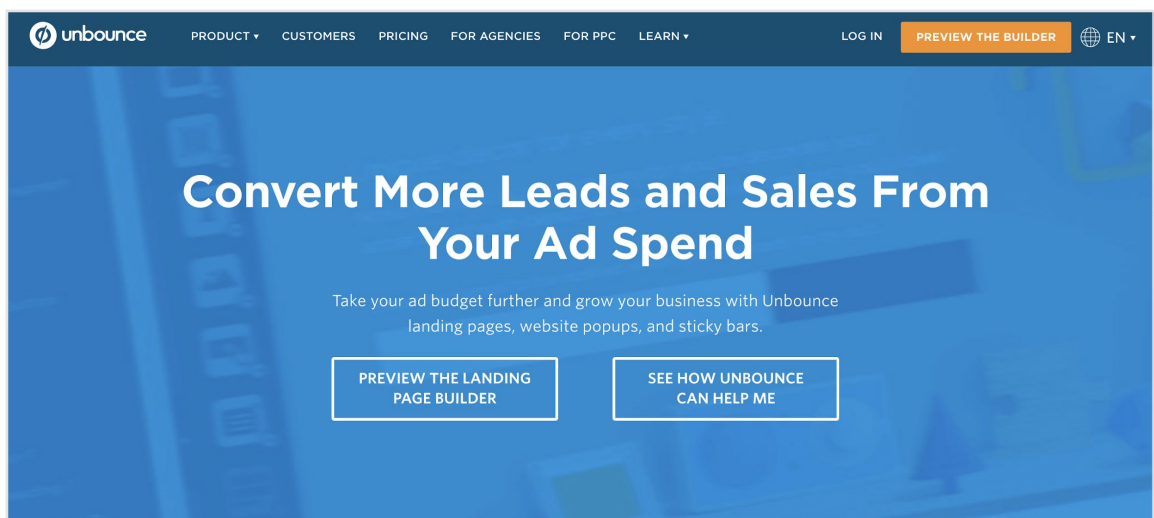 unbounce
PRODUCT ▾ CUSTOMERS PRICING FOR AGENCIES FOR PPC LEARN ▾ LOG IN PREVIEW THE BUILDER EN ▾
Convert More Leads and Sales From
Your Ad Spend
Take your ad budget further and grow your business with Unbounce
landing pages, website popups, and sticky bars.
PREVIEW THE LANDING
PAGE BUILDER
SEE HOW UNBOUNCE
CAN HELP ME